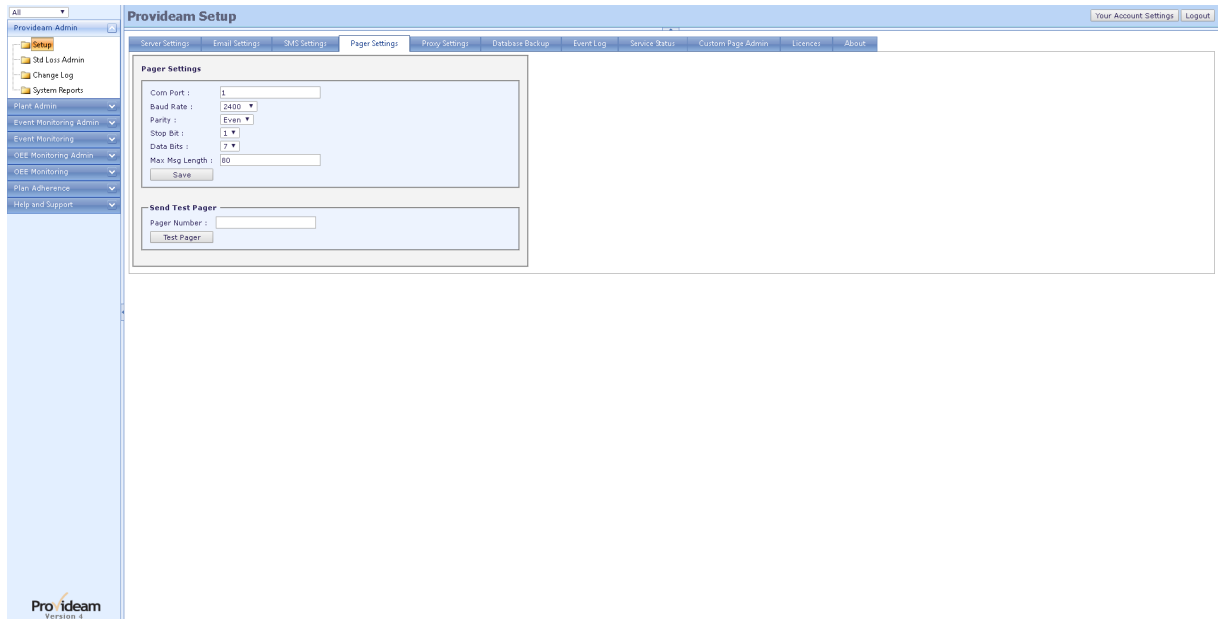 All
Provideam Setup
Your Account Settings
Logout
Provideam Admin
Setup
Std Loss Admin
Change Log
System Reports
Plant Admin
Event Monitoring Admin
Event Monitoring
OEE Monitoring Admin
OEE Monitoring
Plan Adherence
Help and Support
Server Settings
Email Settings
SMS Settings
Pager Settings
Proxy Settings
Database Backup
Event Log
Service Status
Custom Page Admin
Licences
About
Pager Settings
Com Port : 1
Baud Rate : 2400
Parity : Even
Stop Bit : 1
Data Bits : 7
Max Msg Length : 80
Save
Send Test Pager
Pager Number :
Test Pager
Provideam
Version 4